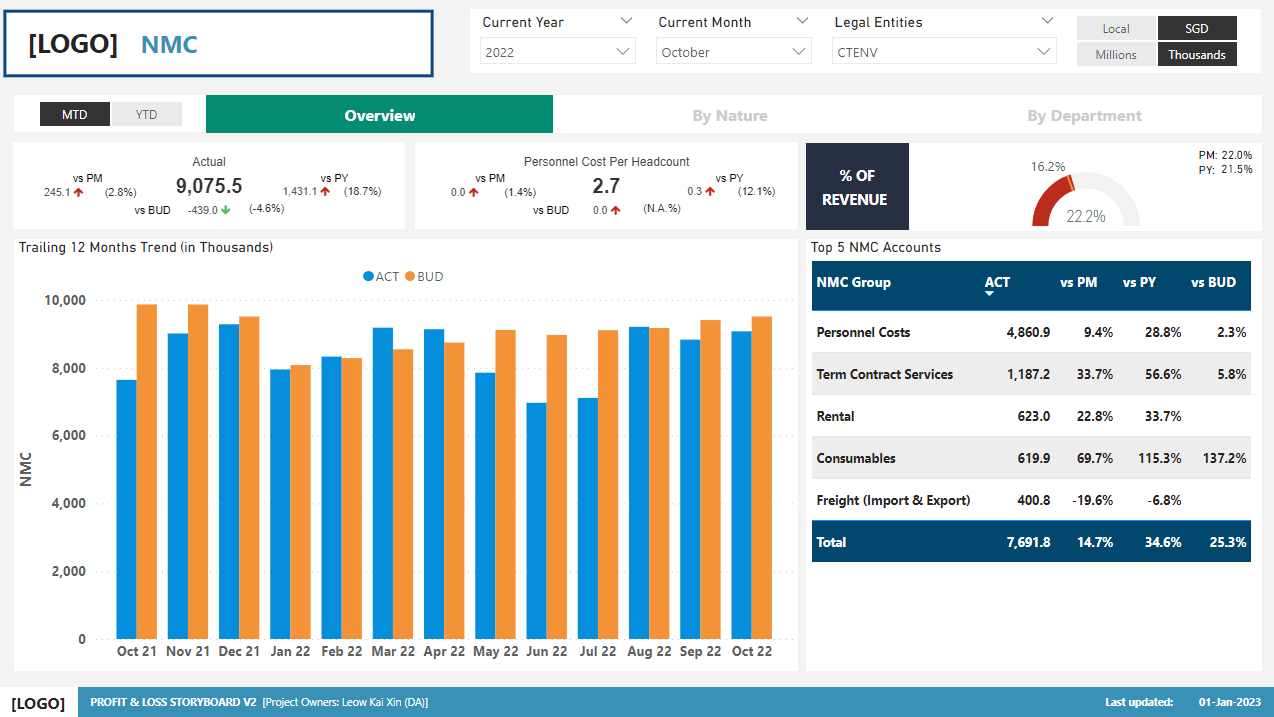 [LOGO] NMC
Current Year Current Month Legal Entities
2022 October CTENV
Local SGD
Millions Thousands
MTD YTD Overview By Nature By Department
Actual
vs PM 9,075.5 vs PY
245.1 (2.8%) 1,431.1 (18.7%)
vs BUD -439.0 (-4.6%)
Personnel Cost Per Headcount
vs PM 2.7 vs PY
0.0 (1.4%) 0.3 (12.1%)
vs BUD 0.0 (N.A.%)
% OF
REVENUE
16.2%
22.2%
PM: 22.0%
PY: 21.5%
Trailing 12 Months Trend (in Thousands)
ACT BUD
NMC
10,000
8,000
6,000
4,000
2,000
0
Oct 21 Nov 21 Dec 21 Jan 22 Feb 22 Mar 22 Apr 22 May 22 Jun 22 Jul 22 Aug 22 Sep 22 Oct 22
Top 5 NMC Accounts
NMC Group ACT vs PM vs PY vs BUD
Personnel Costs 4,860.9 9.4% 28.8% 2.3%
Term Contract Services 1,187.2 33.7% 56.6% 5.8%
Rental 623.0 22.8% 33.7%
Consumables 619.9 69.7% 115.3% 137.2%
Freight (Import & Export) 400.8 -19.6% -6.8%
Total 7,691.8 14.7% 34.6% 25.3%
[LOGO] PROFIT & LOSS STORYBOARD V2 [Project Owners: Leow Kai Xin (DA)] Last updated: 01-Jan-2023